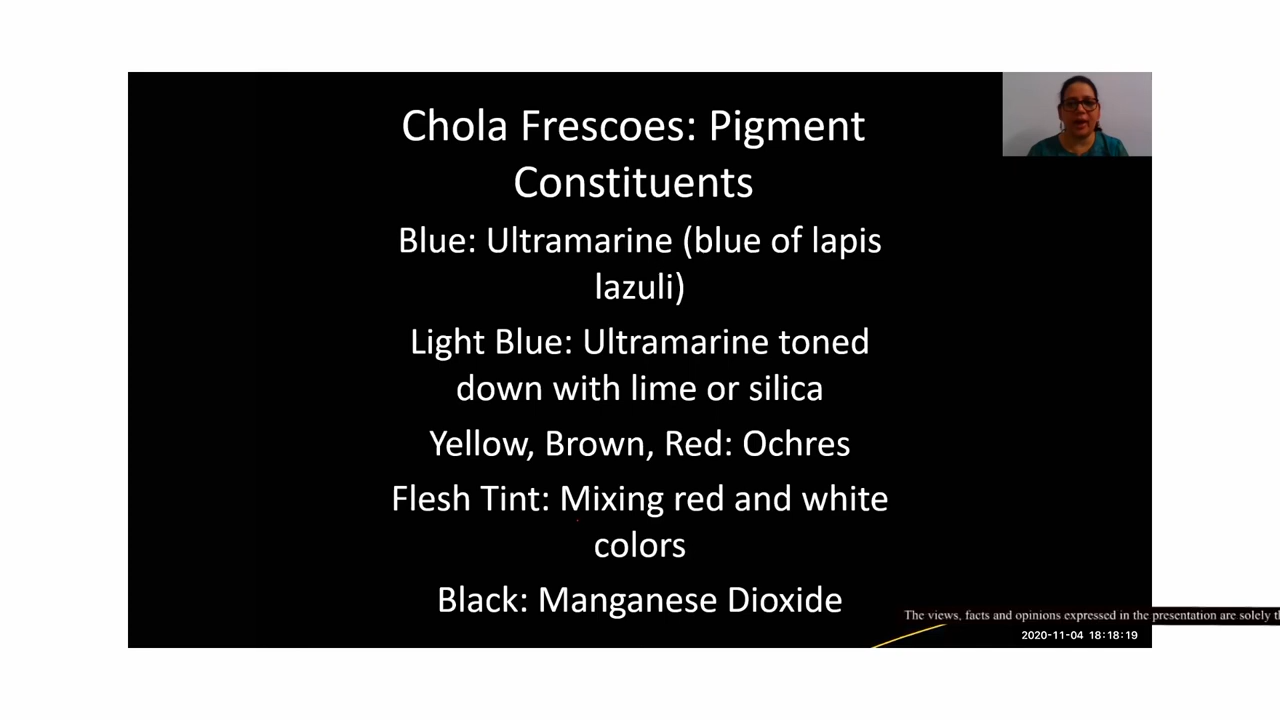 Chola Frescoes: Pigment
Constituents
Blue: Ultramarine (blue of lapis
lazuli)
Light Blue: Ultramarine toned
down with lime or silica
Yellow, Brown, Red: Ochres
Flesh Tint: Mixing red and white
colors
Black: Manganese Dioxide
The views, facts and opinions expressed in the presentation are solely
2020-11-04 18:18:19